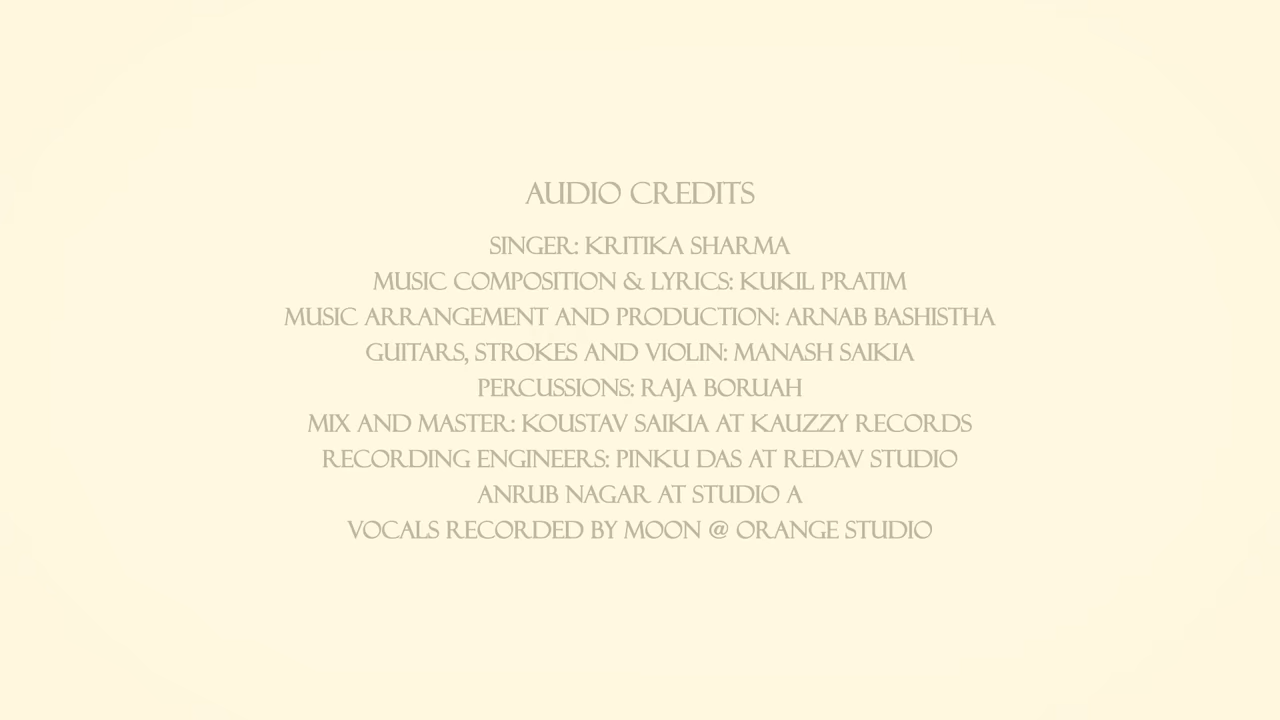 AUDIO CREDITS
SINGER: KRITIKA SHARMA
MUSIC COMPOSITION & LYRICS: KUKIL PRATIM
MUSIC ARRANGEMENT AND PRODUCTION: ARNAB BASHISTHA
GUITARS, STROKES AND VIOLIN: MANASH SAIKIA
PERCUSSIONS: RAJA BORUAH
MIX AND MASTER: KOUSTAV SAIKIA AT KAUZZY RECORDS
RECORDING ENGINEERS: PINKU DAS AT REDAV STUDIO
ANRUB NAGAR AT STUDIO A
VOCALS RECORDED BY MOON @ ORANGE STUDIO